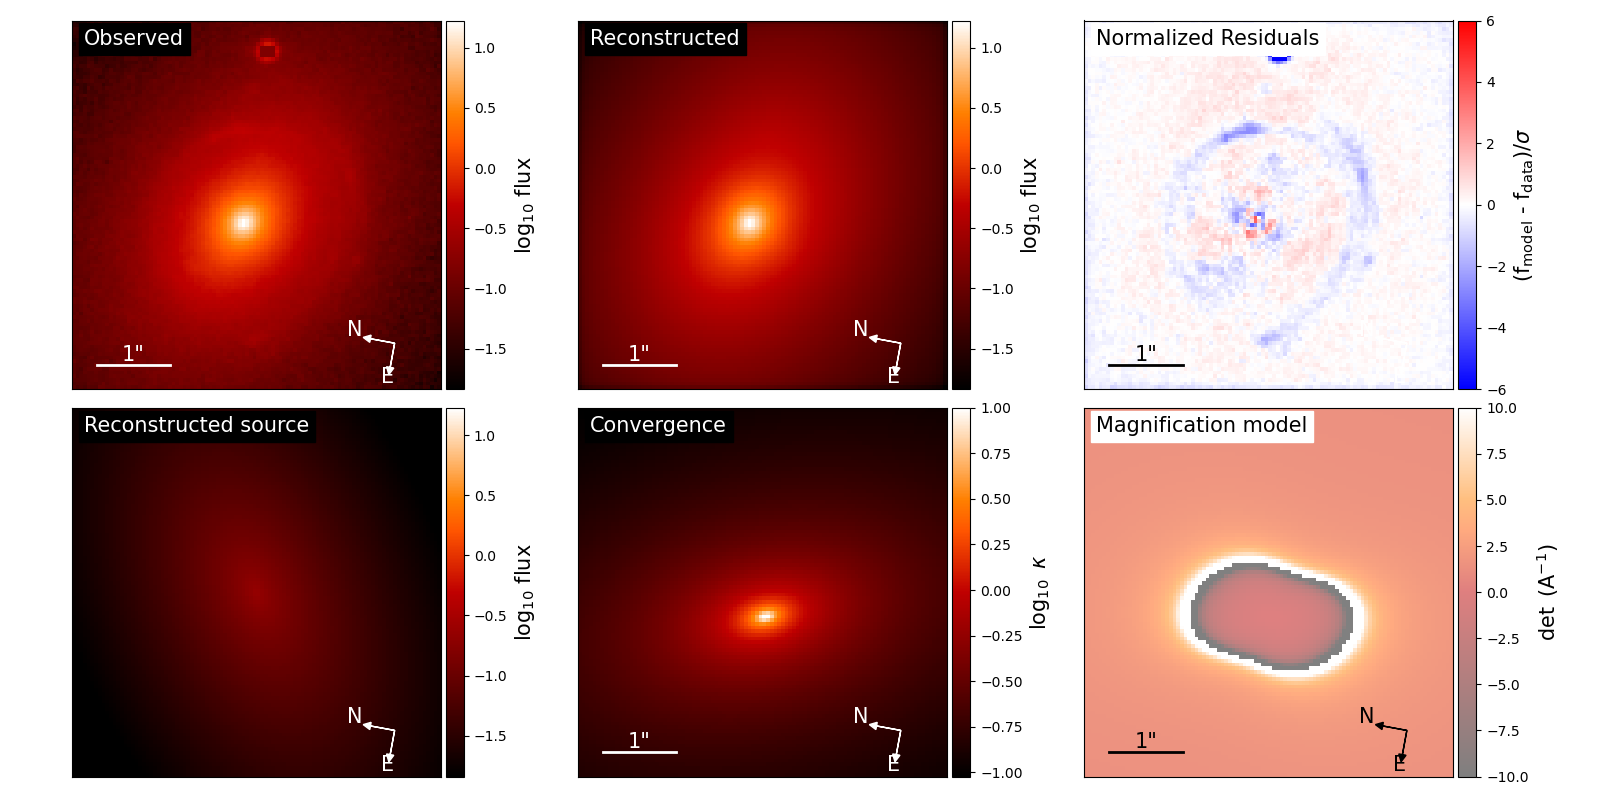 Observed
1"
N
E
1.0
0.5
0.0
−0.5
−1.0
−1.5
log10 flux
Reconstructed
1"
N
E
1.0
0.5
0.0
−0.5
−1.0
−1.5
log10 flux
Normalized Residuals
1"
6
4
2
0
−2
−4
−6
(fmodel - fdata)/σ
Reconstructed source
N
E
1.0
0.5
0.0
−0.5
−1.0
−1.5
log10 flux
Convergence
1"
N
E
1.00
0.75
0.50
0.25
0.00
−0.25
−0.50
−0.75
−1.00
log10 κ
Magnification model
1"
N
E
10.0
7.5
5.0
2.5
0.0
−2.5
−5.0
−7.5
−10.0
det (A−1)